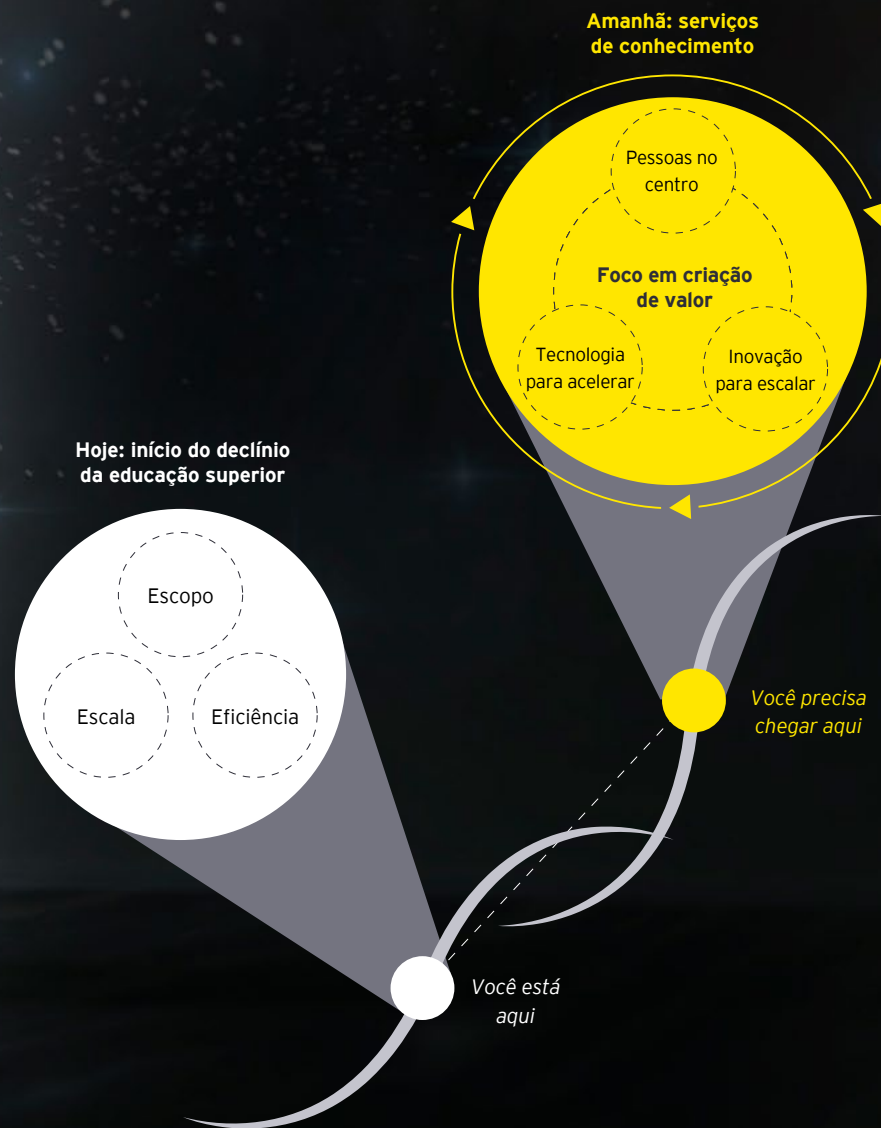 Amanhã: serviços
de conhecimento
Pessoas no
centro
Foco em criação
de valor
Tecnologia
para acelerar
Inovação
para escalar
Hoje: início do declínio
da educação superior
Escopo
Escala
Eficiência
Você precisa
chegar aqui
Você está
aqui